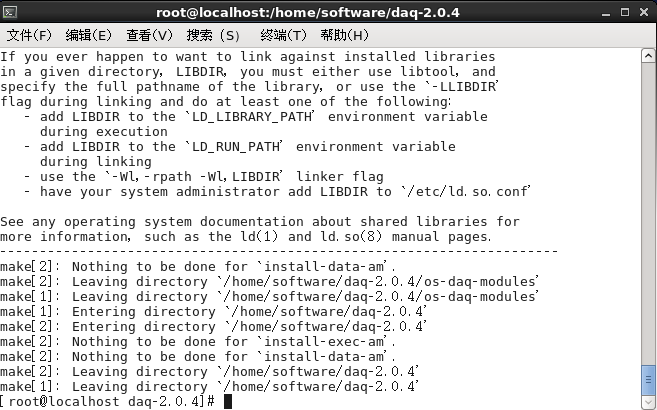 root@localhost:/home/software/daq-2.0.4
文件(F) 编辑(E) 查看(V) 搜索 (S) 终端(T) 帮助(H)
If you ever happen to want to link against installed libraries
in a given directory, LIBDIR, you must either use libtool, and
specify the full pathname of the library, or use the `-LLIBDIR'
flag during linking and do at least one of the following:
- add LIBDIR to the `LD_LIBRARY_PATH' environment variable
during execution
- add LIBDIR to the `LD_RUN_PATH' environment variable
during linking
- use the `-Wl,-rpath -Wl,LIBDIR' linker flag
- have your system administrator add LIBDIR to `/etc/ld.so.conf'
See any operating system documentation about shared libraries for
more information, such as the ld(1) and ld.so(8) manual pages.
----------------------------------------------------------------------
make[2]: Nothing to be done for `install-data-am'.
make[2]: Leaving directory `/home/software/daq-2.0.4/os-daq-modules'
make[1]: Leaving directory `/home/software/daq-2.0.4/os-daq-modules'
make[1]: Entering directory `/home/software/daq-2.0.4'
make[2]: Entering directory `/home/software/daq-2.0.4'
make[2]: Nothing to be done for `install-exec-am'.
make[2]: Nothing to be done for `install-data-am'.
make[2]: Leaving directory `/home/software/daq-2.0.4'
make[1]: Leaving directory `/home/software/daq-2.0.4'
[root@localhost daq-2.0.4]#